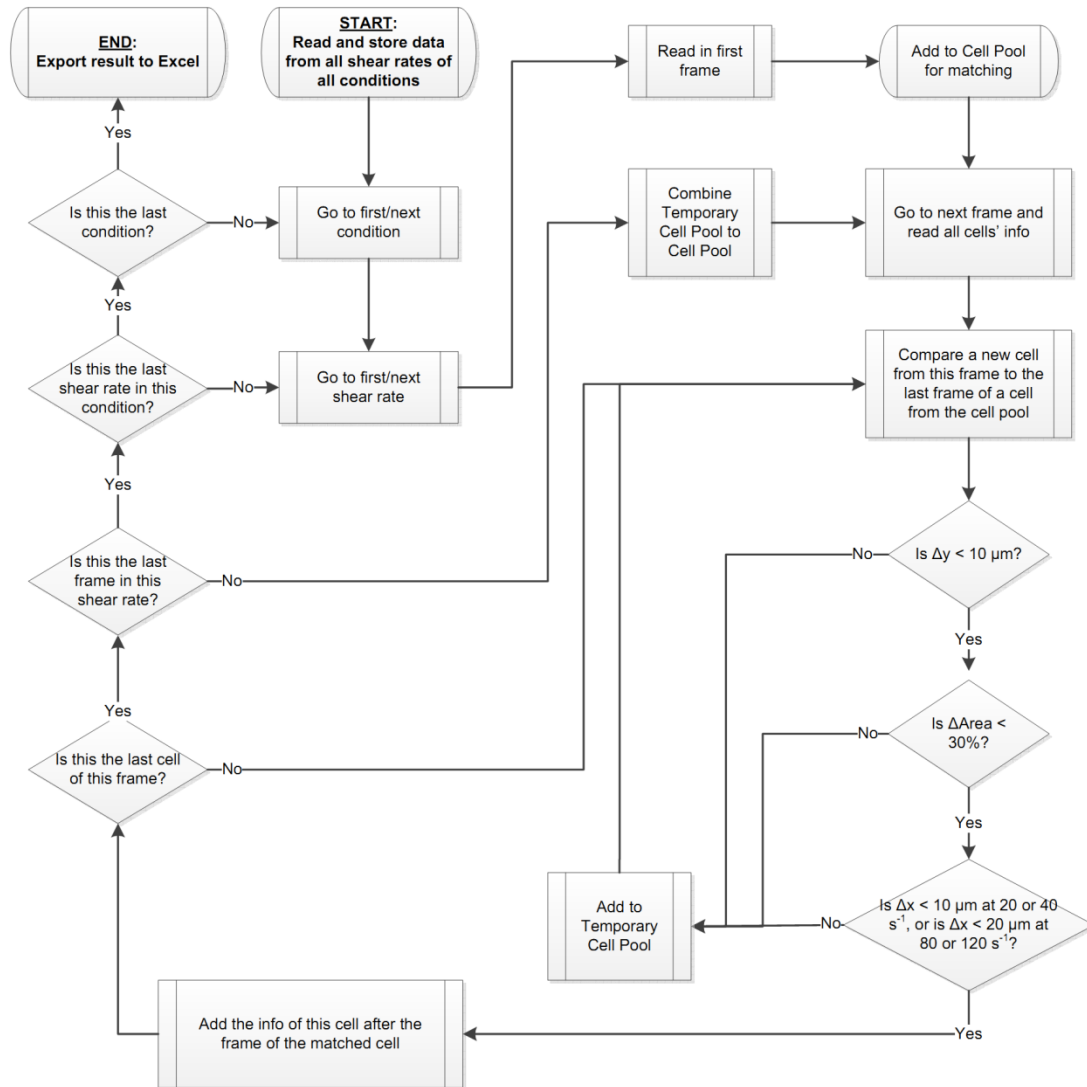 END:
Export result to Excel
START:
Read and store data
from all shear rates of
all conditions
Read in first
frame
Add to Cell Pool
for matching
Yes
Is this the last
condition?
No
Go to first/next
condition
Combine
Temporary
Cell Pool to
Cell Pool
Go to next frame and
read all cells' info
Yes
Is this the last
shear rate in this
condition?
No
Go to first/next
shear rate
Compare a new cell
from this frame to the
last frame of a cell
from the cell pool
Yes
Is this the last
frame in this
shear rate?
No
No
Is Δy < 10 μm?
Yes
Yes
Is this the last cell
of this frame?
No
No
Is ΔArea <
30%?
Yes
Add to
Temporary
Cell Pool
No
Is Δx < 10 μm at 20 or 40
s⁻¹, or is Δx < 20 μm at
80 or 120 s⁻¹?
Yes
Add the info of this cell after the
frame of the matched cell